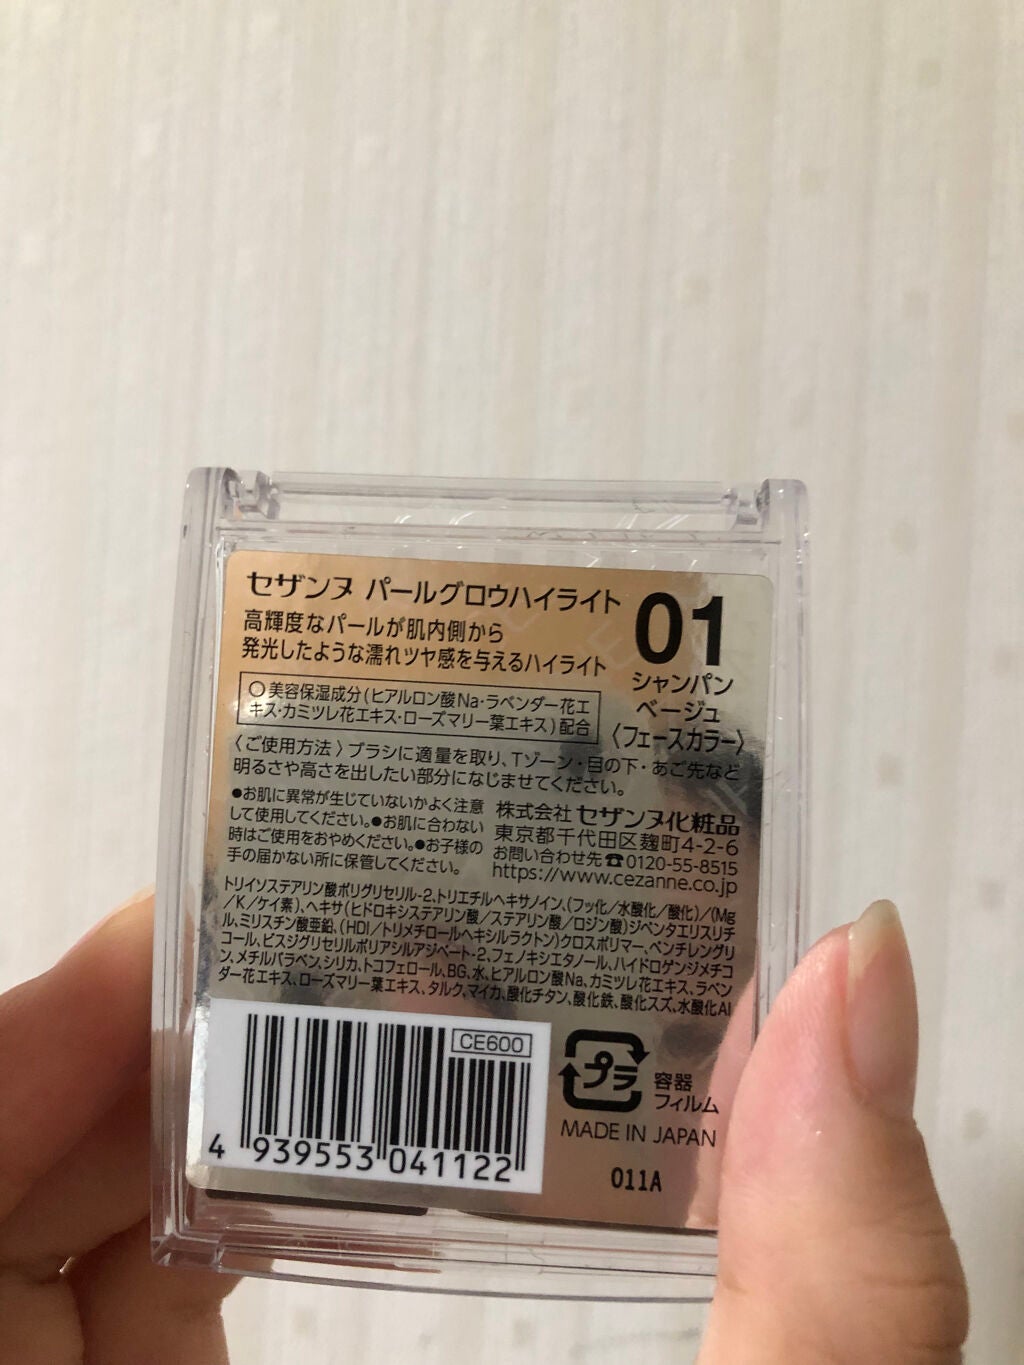 セザンヌ パールグロウハイライト
01
シャンパン
ベージュ
〈フェースカラー〉
高輝度なパールが肌内側から
発光したような濡れツヤ感を与えるハイライト
○美容保湿成分(ヒアルロン酸Na・ラベンダー花エ
キス・カミツレ花エキス・ローズマリー葉エキス)配合
〈ご使用方法〉ブラシに適量を取り、Tゾーン・目の下・あご先など
明るさや高さを出したい部分になじませてください。
●お肌に異常が生じていないかよく注意
して使用してください。●お肌に合わない
時はご使用をおやめください。●お子様の
手の届かない所に保管してください。
株式会社 セザンヌ化粧品
東京都千代田区麹町4-2-6
お問い合わせ先☎0120-55-8515
https://www.cezanne.co.jp
トリイソステアリン酸ポリグリセリル-2、トリエチルヘキサノイン、(フッ化/水酸化/酸化)/(Mg
/K/ケイ素)、ヘキサ(ヒドロキシステアリン酸/ステアリン酸/ロジン酸)ジペンタエリスリチ
ル、ミリスチン酸亜鉛、(HDI/トリメチロールヘキシルラクトン)クロスポリマー、ペンチレングリ
コール、ビスジグリセリルポリアシルアジペート-2、フェノキシエタノール、ハイドロゲンジメチコ
ン、メチルパラベン、シリカ、トコフェロール、BG、水、ヒアルロン酸Na、カミツレ花エキス、ラベン
ダー花エキス、ローズマリー葉エキス、タルク、マイカ、酸化チタン、酸化鉄、酸化スズ、水酸化Al
CE600
4 939553 041122
プラ
容器
フィルム
MADE IN JAPAN
011A